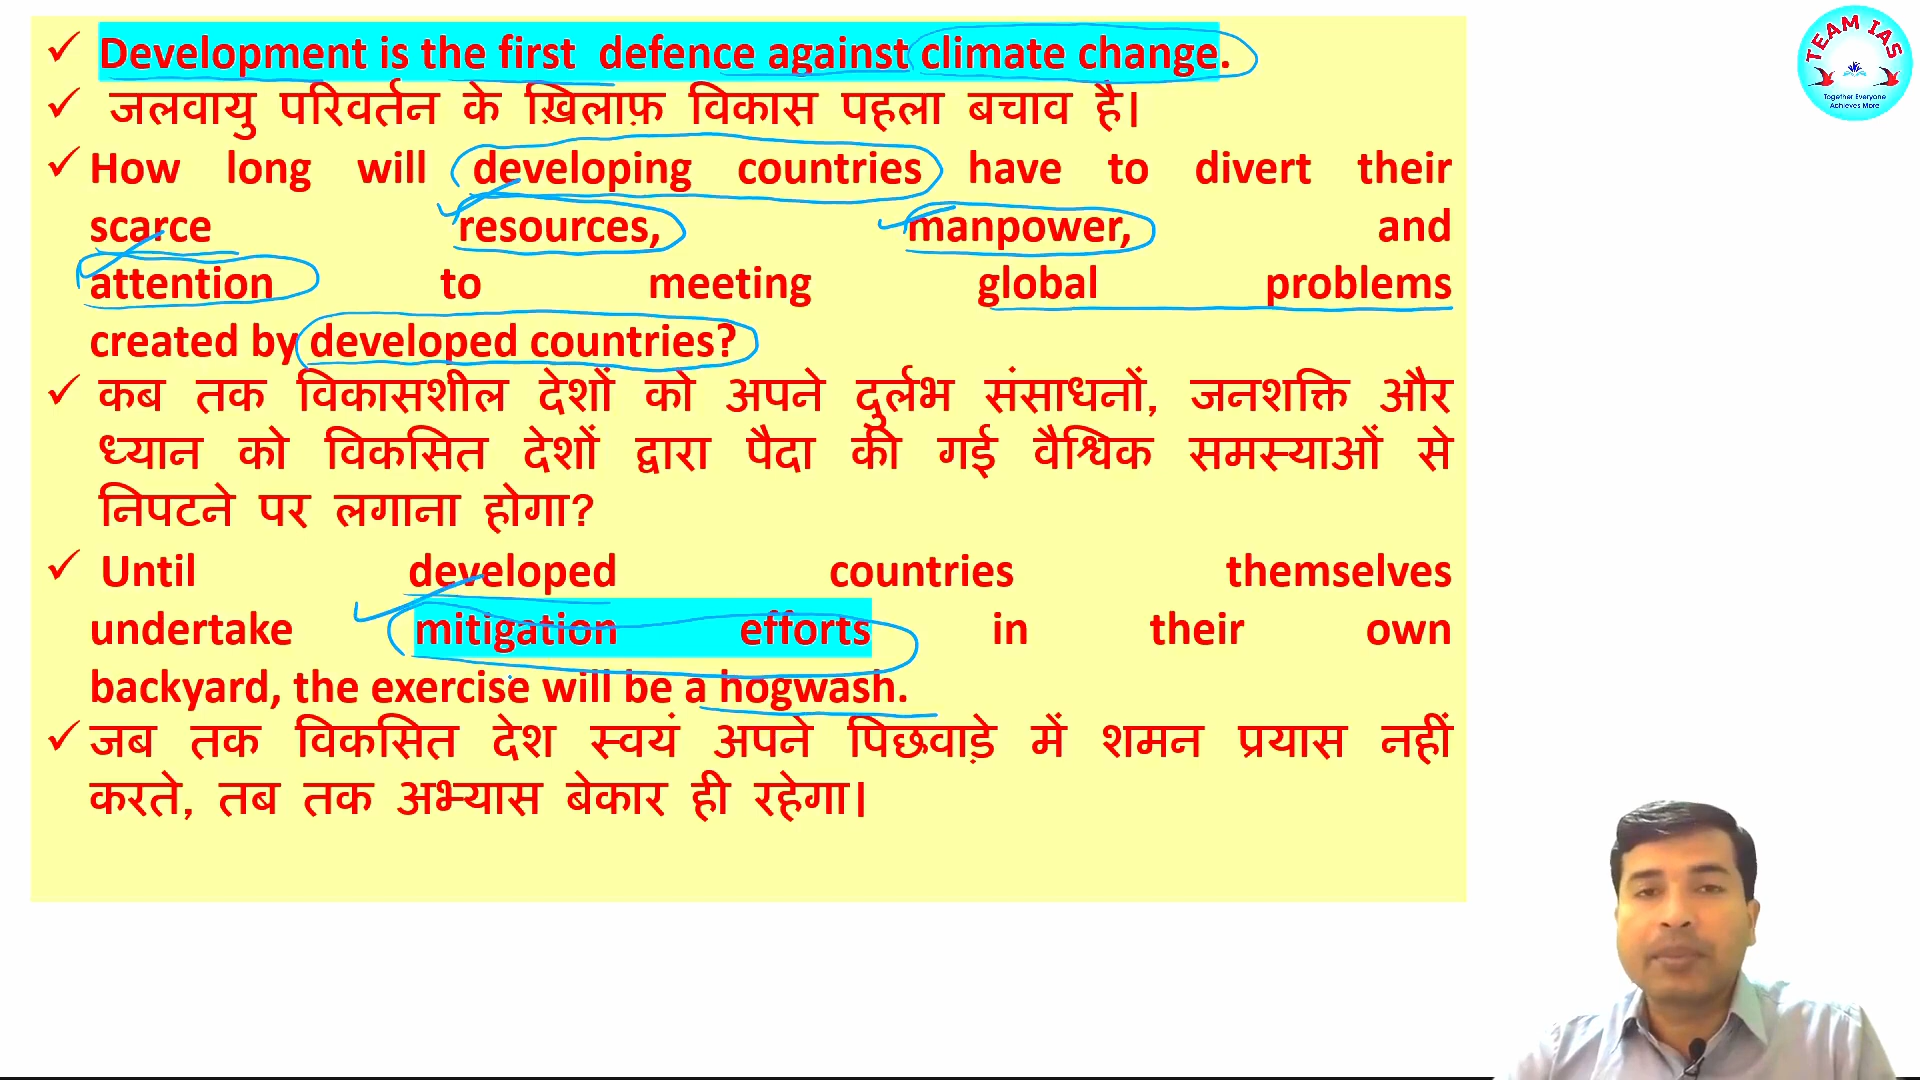 Development is the first defence against climate change.
जलवायु परिवर्तन के ख़िलाफ़ विकास पहला बचाव है।
How long will developing countries have to divert their
scarce resources, manpower, and
attention to meeting global problems
created by developed countries?
कब तक विकासशील देशों को अपने दुर्लभ संसाधनों, जनशक्ति और
ध्यान को विकसित देशों द्वारा पैदा की गई वैश्विक समस्याओं से
निपटने पर लगाना होगा?
Until developed countries themselves
undertake mitigation efforts in their own
backyard, the exercise will be a hogwash.
जब तक विकसित देश स्वयं अपने पिछवाड़े में शमन प्रयास नहीं
करते, तब तक अभ्यास बेकार ही रहेगा।
TEAM IAS
Together Everyone
Achieves More